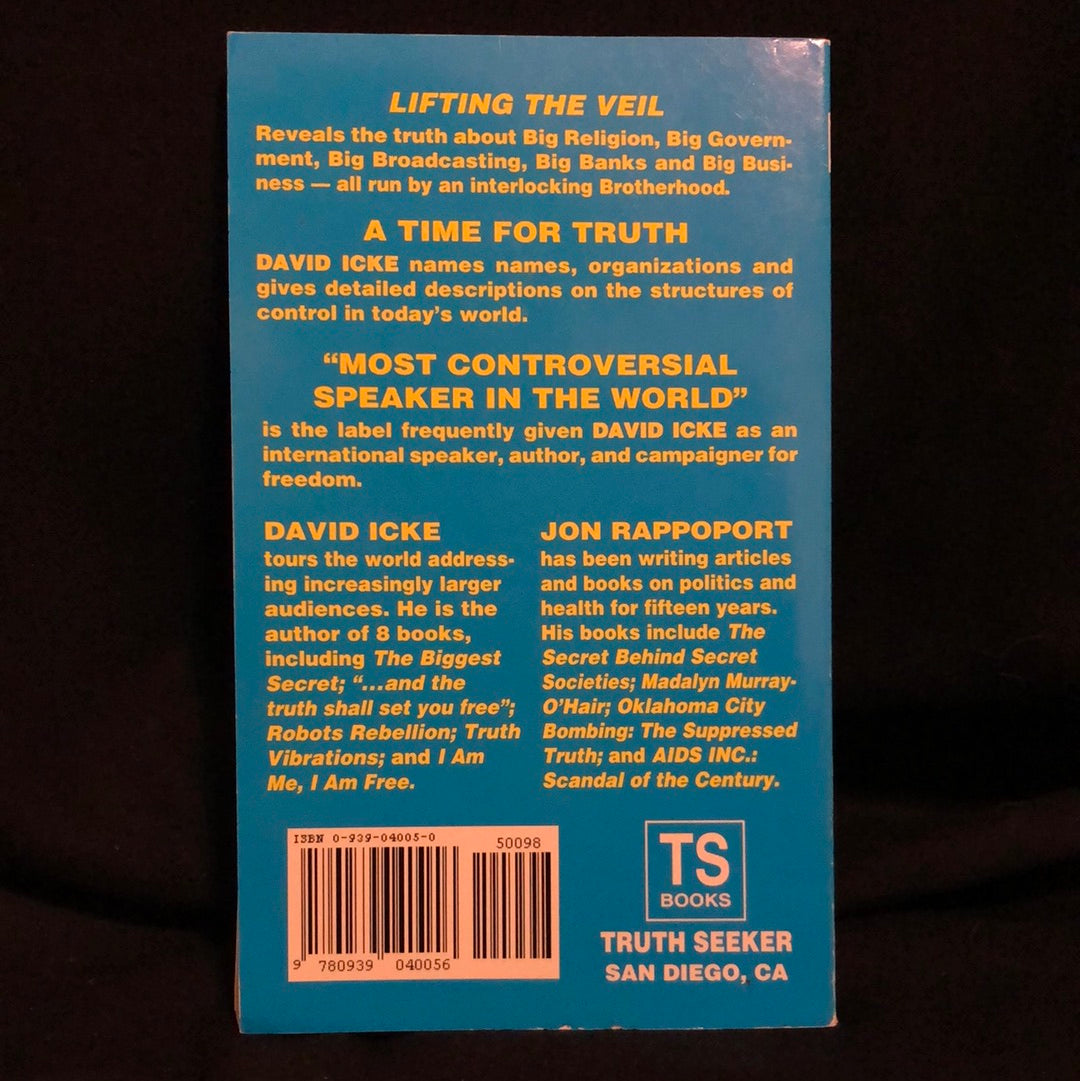 LIFTING THE VEIL
Reveals the truth about Big Religion, Big Govern-
ment, Big Broadcasting, Big Banks and Big Busi-
ness — all run by an interlocking Brotherhood.
A TIME FOR TRUTH
DAVID ICKE names names, organizations and
gives detailed descriptions on the structures of
control in today's world.
“MOST CONTROVERSIAL
SPEAKER IN THE WORLD”
is the label frequently given DAVID ICKE as an
international speaker, author, and campaigner for
freedom.
DAVID ICKE
tours the world address-
ing increasingly larger
audiences. He is the
author of 8 books,
including The Biggest
Secret; “...and the
truth shall set you free”;
Robots Rebellion; Truth
Vibrations; and I Am
Me, I Am Free.
JON RAPPOPORT
has been writing articles
and books on politics and
health for fifteen years.
His books include The
Secret Behind Secret
Societies; Madalyn Murray-
O'Hair; Oklahoma City
Bombing: The Suppressed
Truth; and AIDS INC.:
Scandal of the Century.
ISBN 0-939-04005-0
50098
9 780939 040056
TS
BOOKS
TRUTH SEEKER
SAN DIEGO, CA